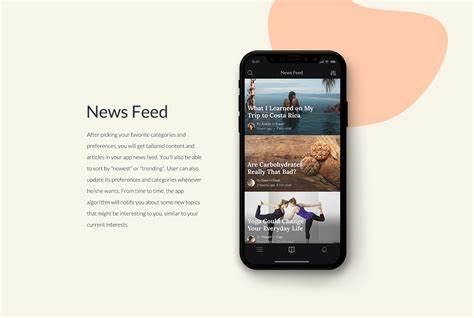 News Feed
After picking your favorite categories and
preferences, you will get tailored content and
articles in your app news feed. You'll also be able
to sort by "newest" or "trending". User can also
update its preferences and categories whenever
he/she wants. From time to time, the app
algorithm will notify you about some new topics
that might be interesting to you, similar to your
current interests.
News Feed
What I Learned on My
Trip to Costa Rica
Are Carbohydrates
Really That Bad?
Yoga Could Change
Your Everyday Life